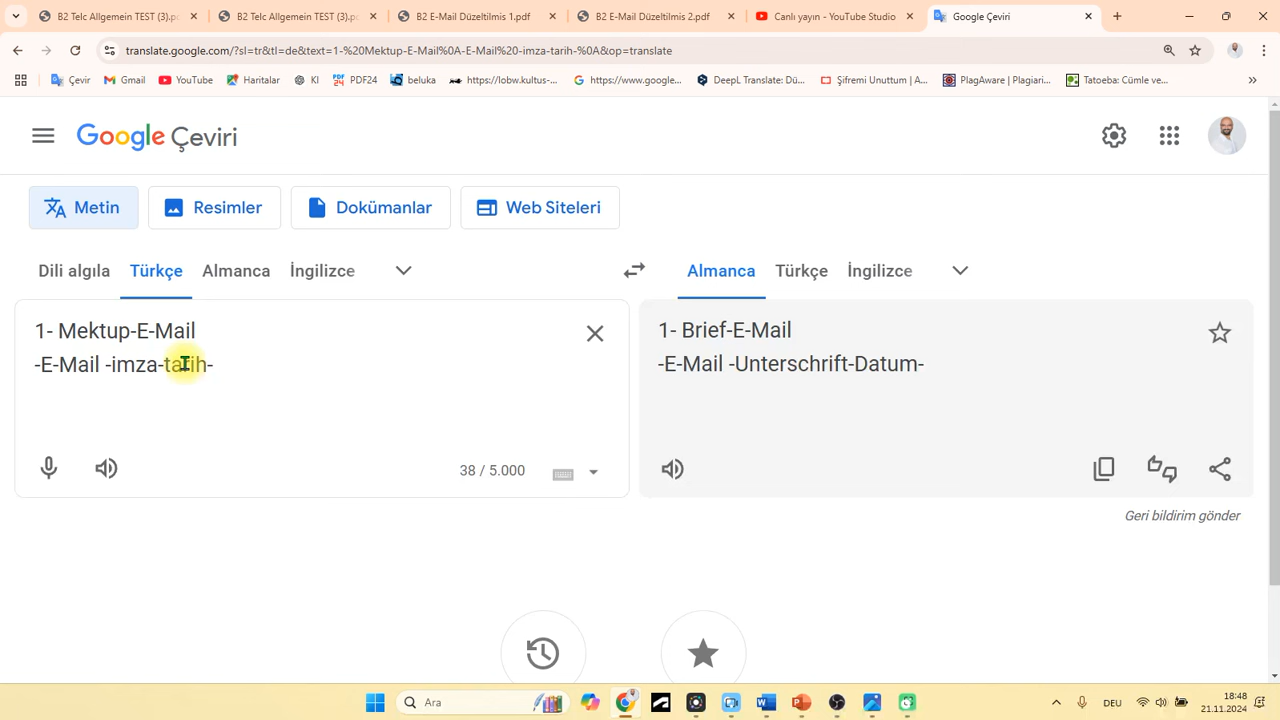 B2 Telc Allgemein TEST (3).pc
B2 Telc Allgemein TEST (3).pc
B2 E-Mail Düzeltilmis 1.pdf
B2 E-Mail Düzeltilmis 2.pdf
Canlı yayın - YouTube Studio
Google Çeviri
translate.google.com/?sl=tr&tl=de&text=1-%20Mektup-E-Mail%0A-E-Mail%20-imza-tarih-%0A&op=translate
Çevir
Gmail
YouTube
Haritalar
KI
PDF24
beluka
https://lobw.kultus-...
https://www.google...
DeepL Translate: Dü...
Şifremi Unuttum | A...
PlagAware | Plagiari...
Tatoeba: Cümle ve...
Google Çeviri
Metin
Resimler
Dokümanlar
Web Siteleri
Dili algıla
Türkçe
Almanca
İngilizce
Almanca
Türkçe
İngilizce
1- Mektup-E-Mail
-E-Mail -imza-tarih-
38 / 5.000
1- Brief-E-Mail
-E-Mail -Unterschrift-Datum-
Geri bildirim gönder
Ara
DEU
18:48
21.11.2024